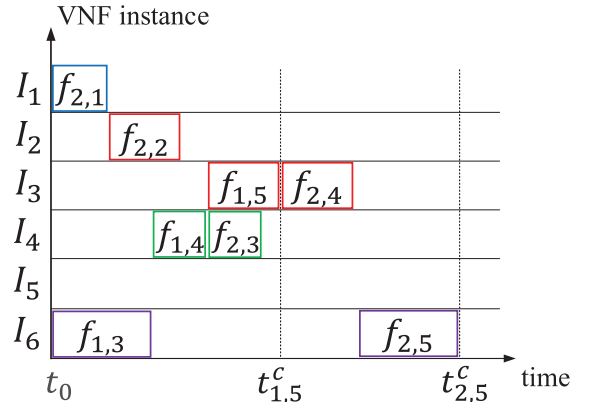 VNF instance
I₁ f₂,₁
I₂ f₂,₂
I₃ f₁,₅ f₂,₄
I₄ f₁,₄ f₂,₃
I₅
I₆ f₁,₃ f₂,₅
t₀ tᶜ₁,₅ tᶜ₂,₅ time